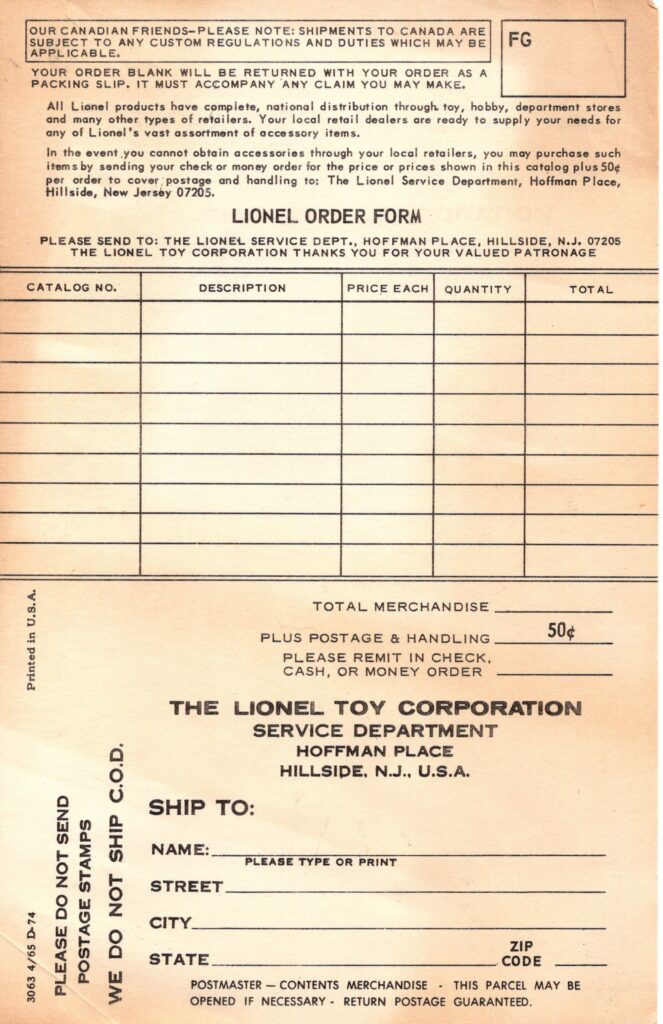 OUR CANADIAN FRIENDS–PLEASE NOTE: SHIPMENTS TO CANADA ARE
SUBJECT TO ANY CUSTOM REGULATIONS AND DUTIES WHICH MAY BE
APPLICABLE.
FG
YOUR ORDER BLANK WILL BE RETURNED WITH YOUR ORDER AS A
PACKING SLIP. IT MUST ACCOMPANY ANY CLAIM YOU MAY MAKE.
All Lionel products have complete, national distribution through toy, hobby, department stores
and many other types of retailers. Your local retail dealers are ready to supply your needs for
any of Lionel's vast assortment of accessory items.
In the event you cannot obtain accessories through your local retailers, you may purchase such
items by sending your check or money order for the price or prices shown in this catalog plus 50¢
per order to cover postage and handling to: The Lionel Service Department, Hoffman Place,
Hillside, New Jersey 07205.
LIONEL ORDER FORM
PLEASE SEND TO: THE LIONEL SERVICE DEPT., HOFFMAN PLACE, HILLSIDE, N.J. 07205
THE LIONEL TOY CORPORATION THANKS YOU FOR YOUR VALUED PATRONAGE
CATALOG NO. DESCRIPTION PRICE EACH QUANTITY TOTAL
TOTAL MERCHANDISE
PLUS POSTAGE & HANDLING 50¢
PLEASE REMIT IN CHECK,
CASH, OR MONEY ORDER
Printed in U.S.A.
THE LIONEL TOY CORPORATION
SERVICE DEPARTMENT
HOFFMAN PLACE
HILLSIDE, N.J., U.S.A.
3063 4/65 D-74
PLEASE DO NOT SEND
POSTAGE STAMPS
WE DO NOT SHIP C.O.D.
SHIP TO:
NAME:
PLEASE TYPE OR PRINT
STREET
CITY
STATE ZIP CODE
POSTMASTER — CONTENTS MERCHANDISE - THIS PARCEL MAY BE
OPENED IF NECESSARY - RETURN POSTAGE GUARANTEED.